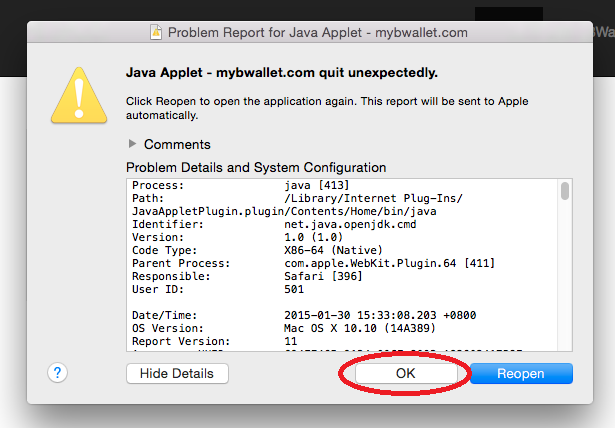 Problem Report for Java Applet - mybwallet.com
Java Applet - mybwallet.com quit unexpectedly.
Click Reopen to open the application again. This report will be sent to Apple
automatically.
Comments
Problem Details and System Configuration
Process: java [413]
Path: /Library/Internet Plug-Ins/
JavaAppletPlugin.plugin/Contents/Home/bin/java
Identifier: net.java.openjdk.cmd
Version: 1.0 (1.0)
Code Type: X86-64 (Native)
Parent Process: com.apple.WebKit.Plugin.64 [411]
Responsible: Safari [396]
User ID: 501
Date/Time: 2015-01-30 15:33:08.203 +0800
OS Version: Mac OS X 10.10 (14A389)
Report Version: 11
?
Hide Details
OK
Reopen